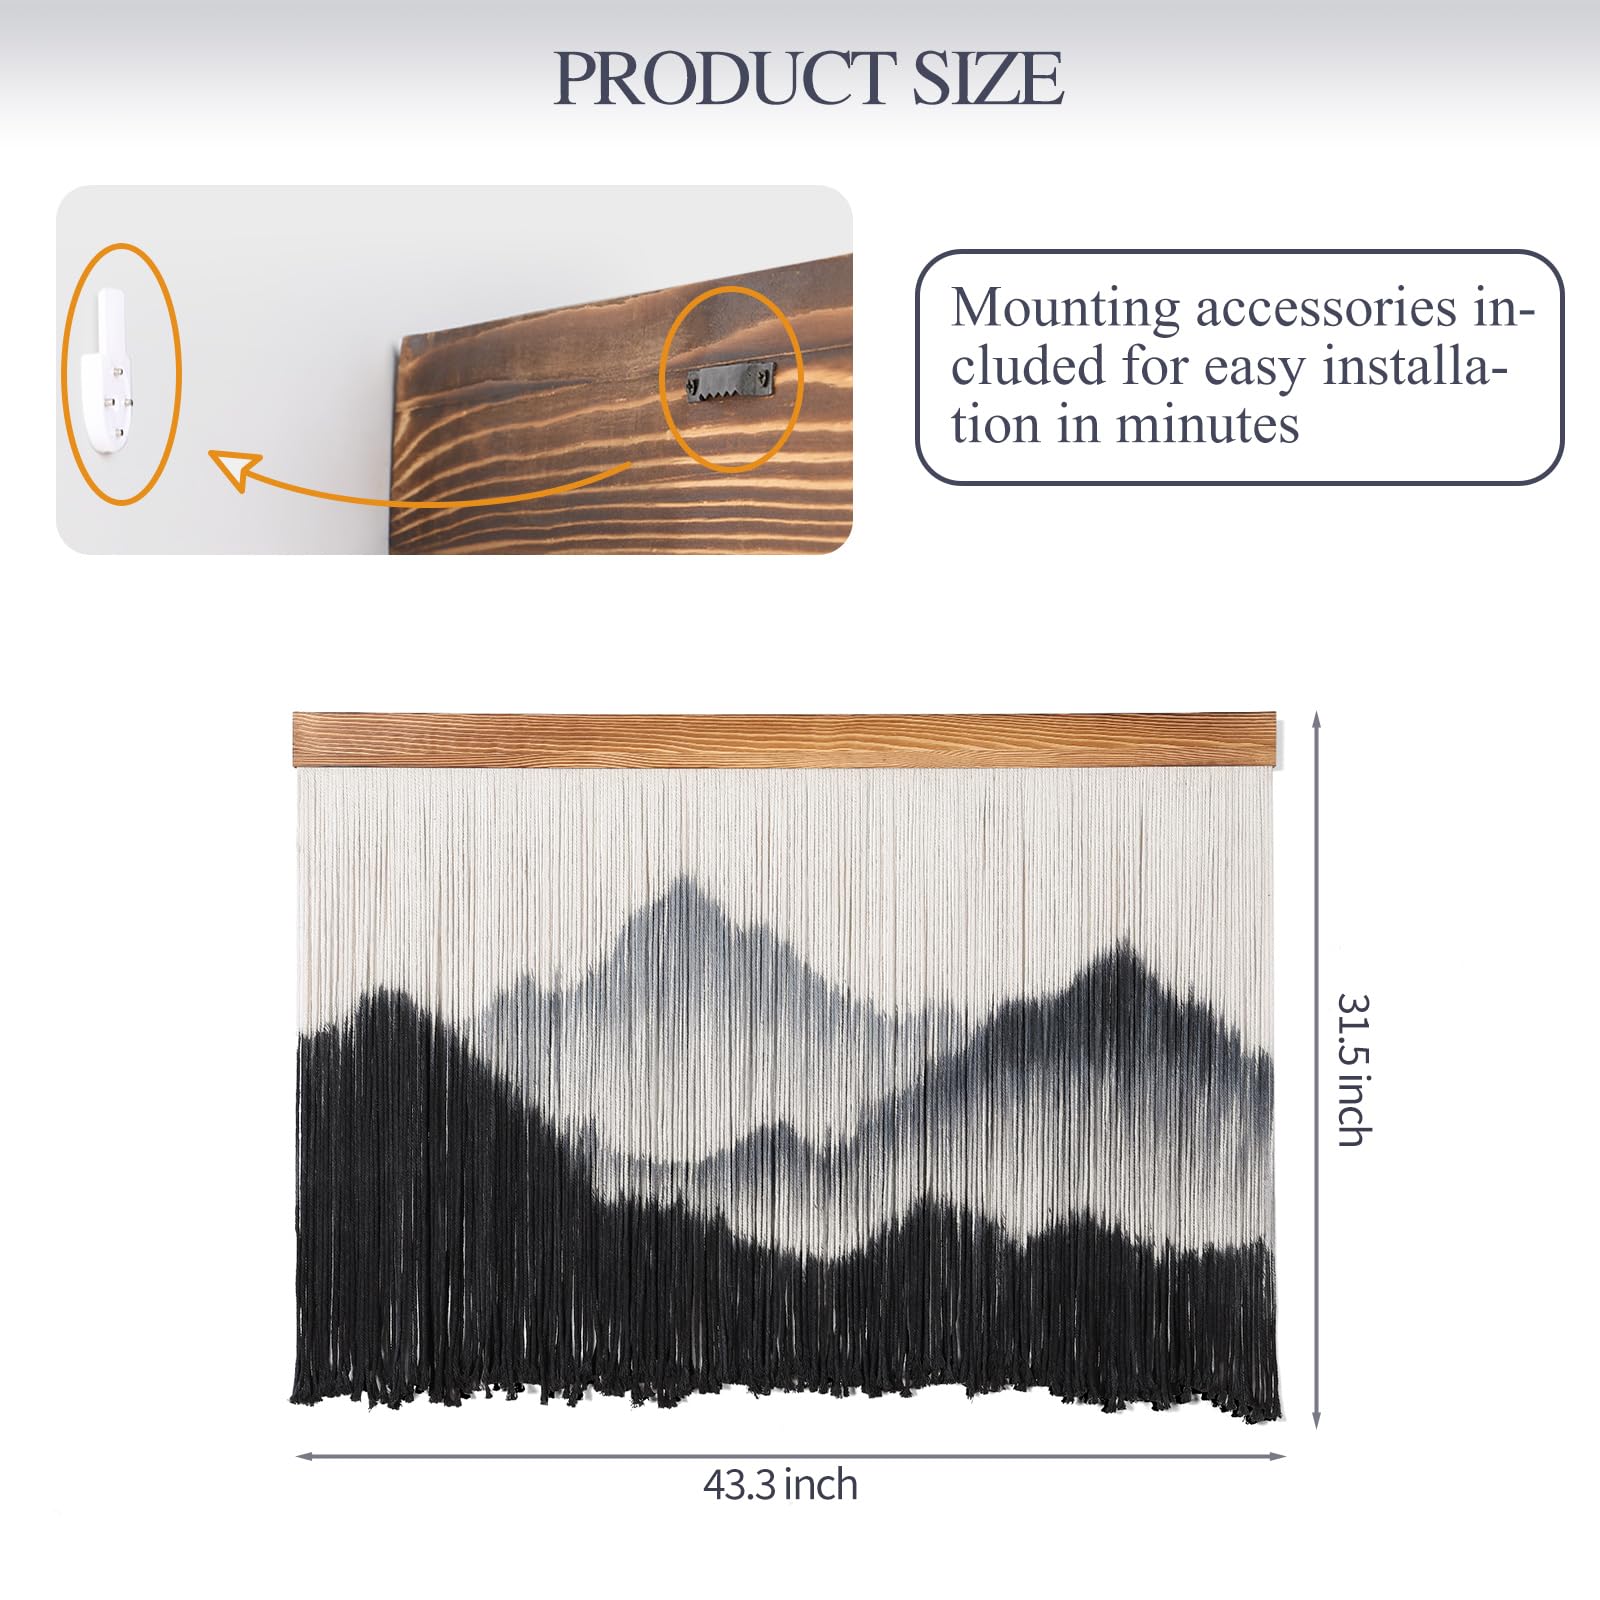 PRODUCT SIZE
Mounting accessories in-
cluded for easy installa-
tion in minutes
31.5 inch
43.3 inch